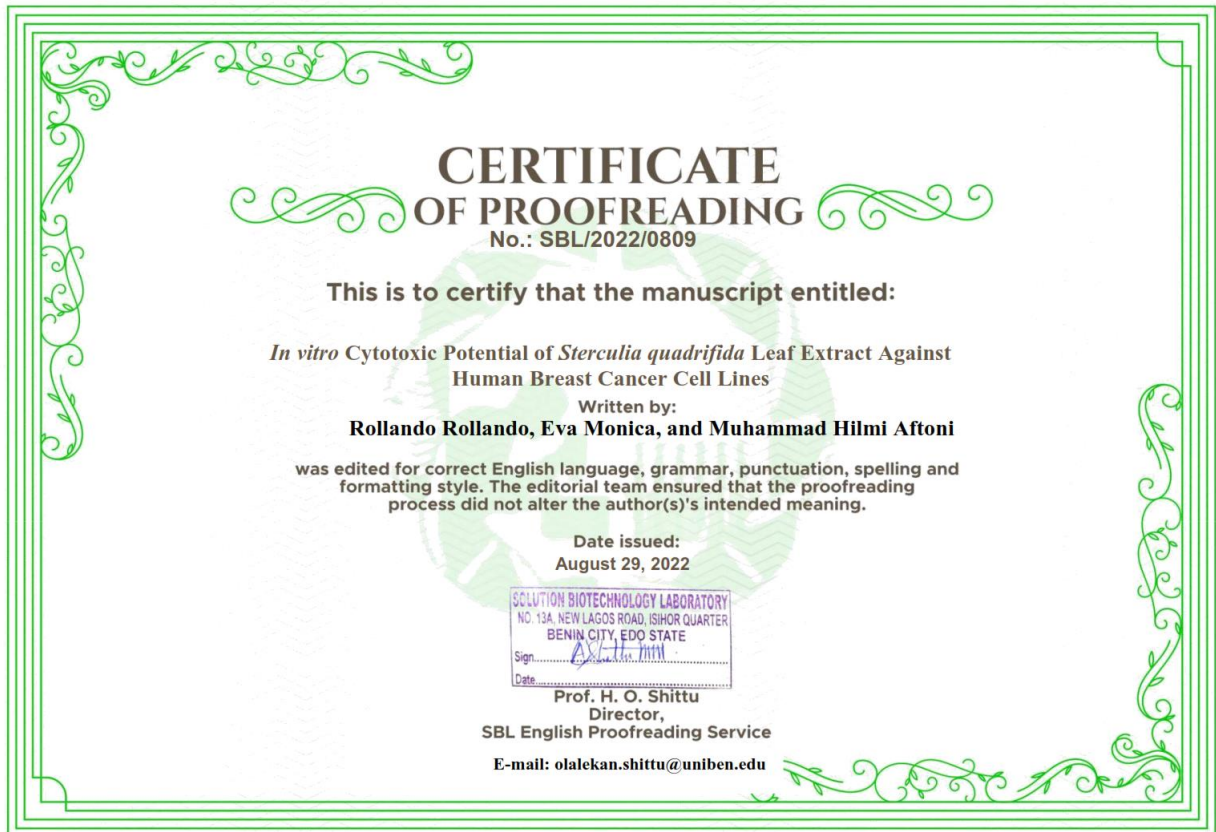 CERTIFICATE
OF PROOFREADING
No.: SBL/2022/0809
This is to certify that the manuscript entitled:
In vitro Cytotoxic Potential of Sterculia quadrifida Leaf Extract Against
Human Breast Cancer Cell Lines
Written by:
Rollando Rollando, Eva Monica, and Muhammad Hilmi Aftoni
was edited for correct English language, grammar, punctuation, spelling and
formatting style. The editorial team ensured that the proofreading
process did not alter the author(s)'s intended meaning.
Date issued:
August 29, 2022
SOLUTION BIOTECHNOLOGY LABORATORY
NO. 13A, NEW LAGOS ROAD, ISIHOR QUARTER
BENIN CITY, EDO STATE
Sign
Date
Prof. H. O. Shittu
Director,
SBL English Proofreading Service
E-mail: olalekan.shittu@uniben.edu